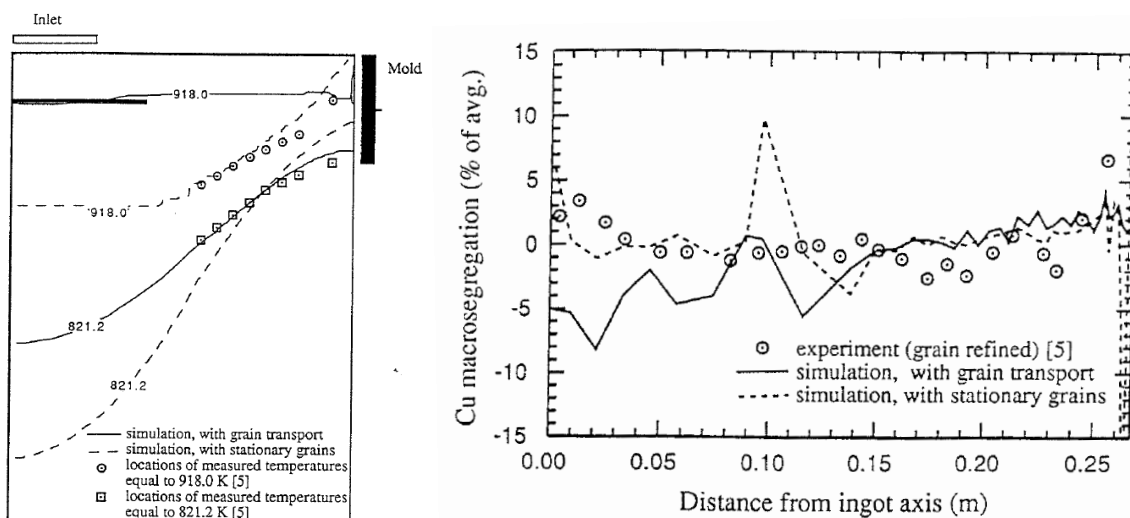 Inlet
Mold
918.0
918.0
821.2
821.2
simulation, with grain transport
simulation, with stationary grains
locations of measured temperatures
equal to 918.0 K [5]
locations of measured temperatures
equal to 821.2 K [5]
Cu macrosegregation (% of avg.)
15
10
5
0
-5
-10
-15
experiment (grain refined) [5]
simulation, with grain transport
simulation, with stationary grains
0.00
0.05
0.10
0.15
0.20
0.25
Distance from ingot axis (m)